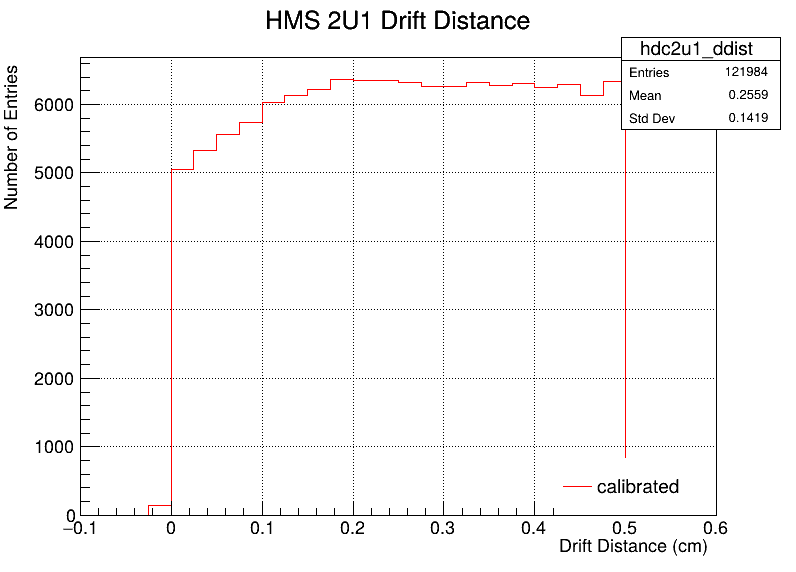 HMS 2U1 Drift Distance
hdc2u1_ddist
Entries 121984
Mean 0.2559
Std Dev 0.1419
Number of Entries
6000
5000
4000
3000
2000
1000
0
−0.1 0 0.1 0.2 0.3 0.4 0.5 0.6
calibrated
Drift Distance (cm)